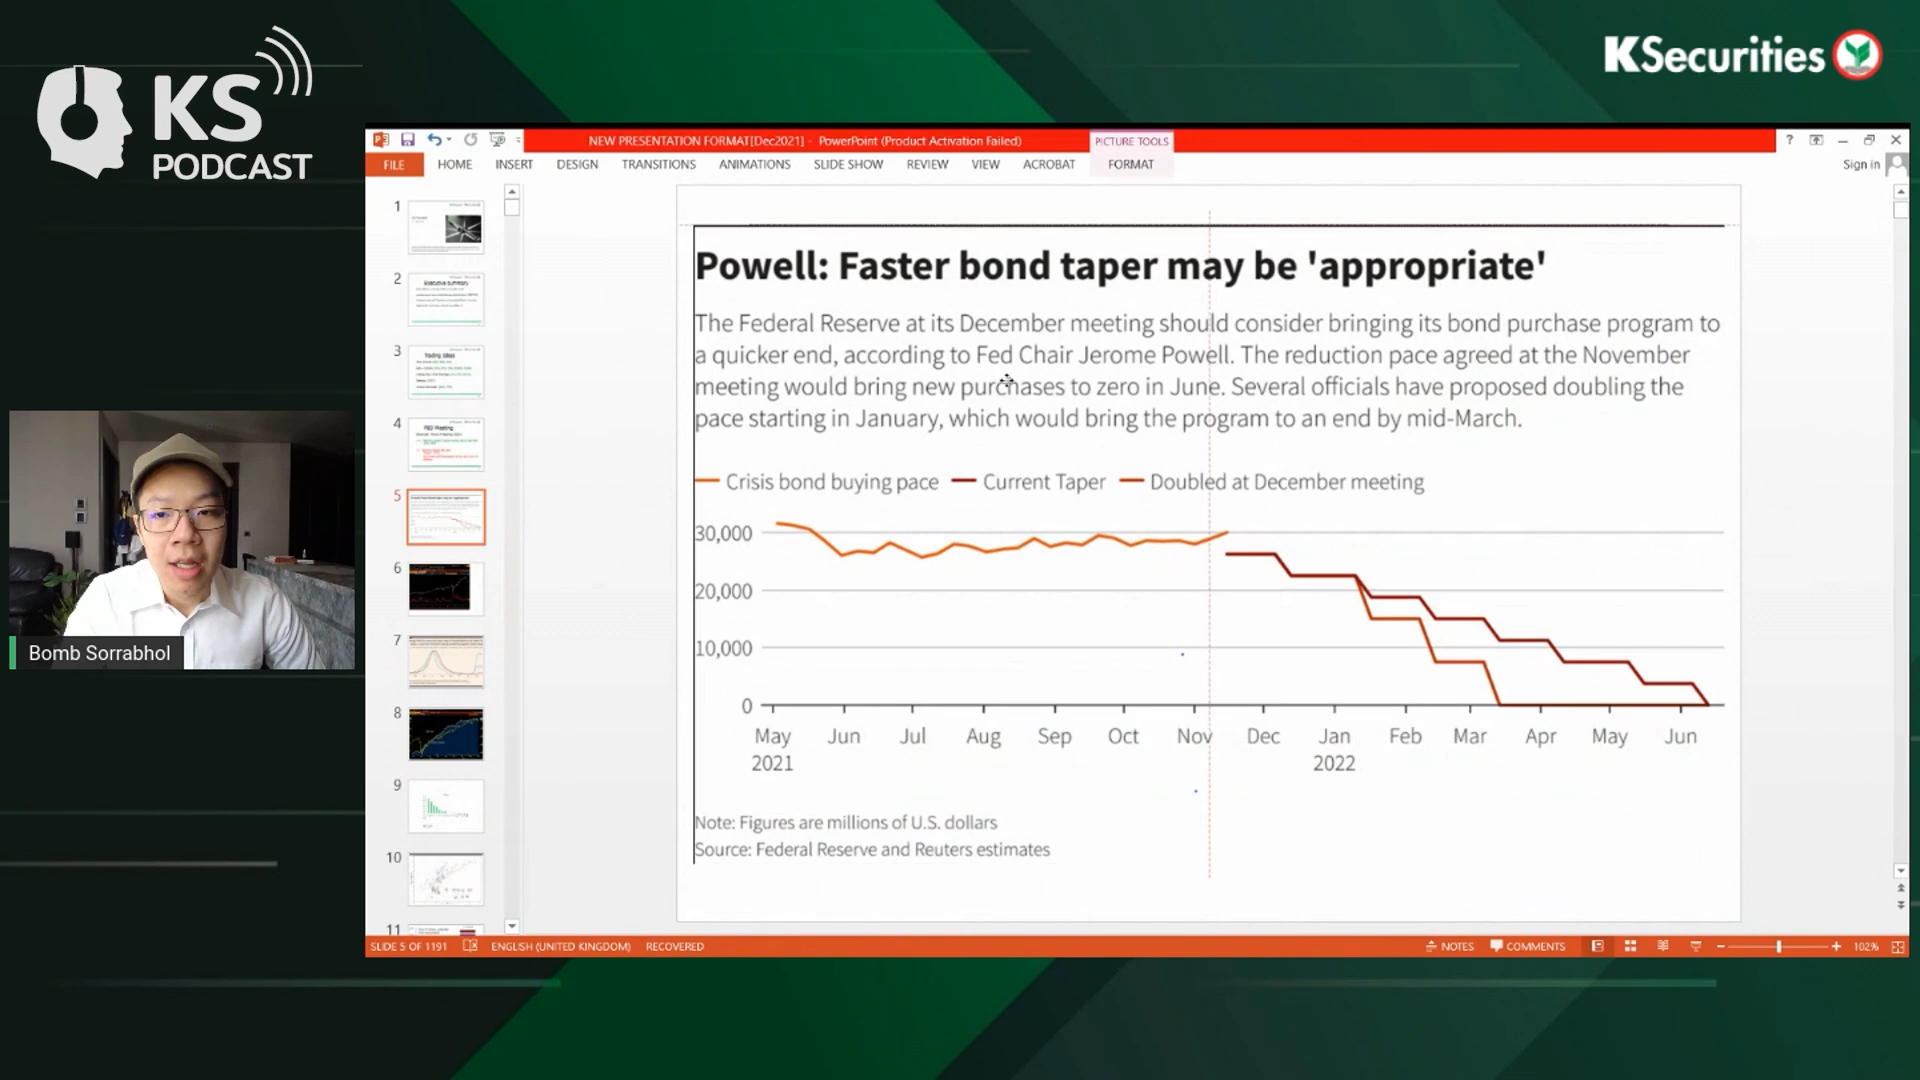 KS
PODCAST
KSecurities
NEW PRESENTATION FORMAT[Dec2021] - PowerPoint (Product Activation Failed)
PICTURE TOOLS
?
FILE
HOME
INSERT
DESIGN
TRANSITIONS
ANIMATIONS
SLIDE SHOW
REVIEW
VIEW
ACROBAT
FORMAT
Sign in
1
2
Executive summary
3
Trading Ideas
4
FED Meeting
5
6
7
8
9
10
11
Powell: Faster bond taper may be 'appropriate'
The Federal Reserve at its December meeting should consider bringing its bond purchase program to
a quicker end, according to Fed Chair Jerome Powell. The reduction pace agreed at the November
meeting would bring new purchases to zero in June. Several officials have proposed doubling the
pace starting in January, which would bring the program to an end by mid-March.
Crisis bond buying pace
Current Taper
Doubled at December meeting
30,000
20,000
10,000
0
May Jun Jul Aug Sep Oct Nov Dec Jan Feb Mar Apr May Jun
2021 2022
Note: Figures are millions of U.S. dollars
Source: Federal Reserve and Reuters estimates
Bomb Sorrabhol
SLIDE 5 OF 1191
ENGLISH (UNITED KINGDOM)
RECOVERED
NOTES
COMMENTS
102%